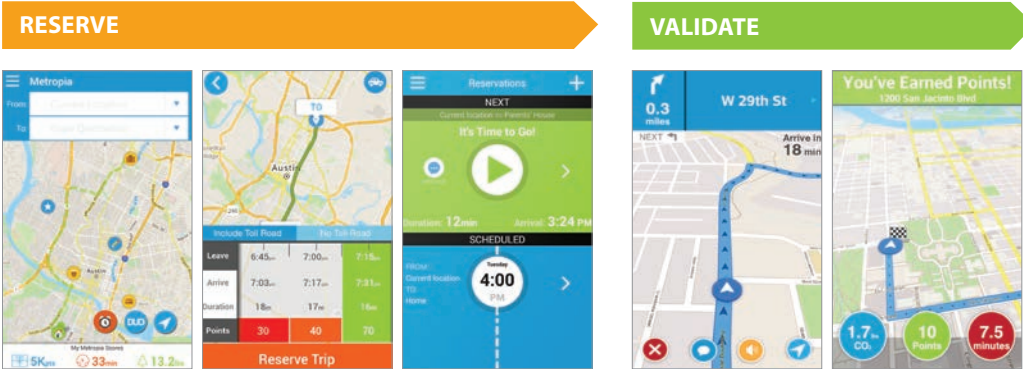 RESERVE
VALIDATE
Metropia
From:
To:
Austin
My Metropia Scores
5Kpts
33min
13.2lbs
DUO
TO
Austin
Include Toll Road
No Toll Road
Leave 6:45 7:00 7:15
Arrive 7:03 7:17 7:31
Duration 18 17 16
Points 30 40 70
Reserve Trip
Reservations
NEXT
Current location to Parents' House
It's Time to Go!
Duration: 12min
Arrival: 3:24 PM
SCHEDULED
FROM:
Current location
TO:
Home
Tuesday
4:00
PM
0.3
miles
W 29th St
NEXT
Arrive In
18 min
You've Earned Points!
1200 San Jacinto Blvd
1.7 lbs
CO₂
10
Points
7.5
minutes